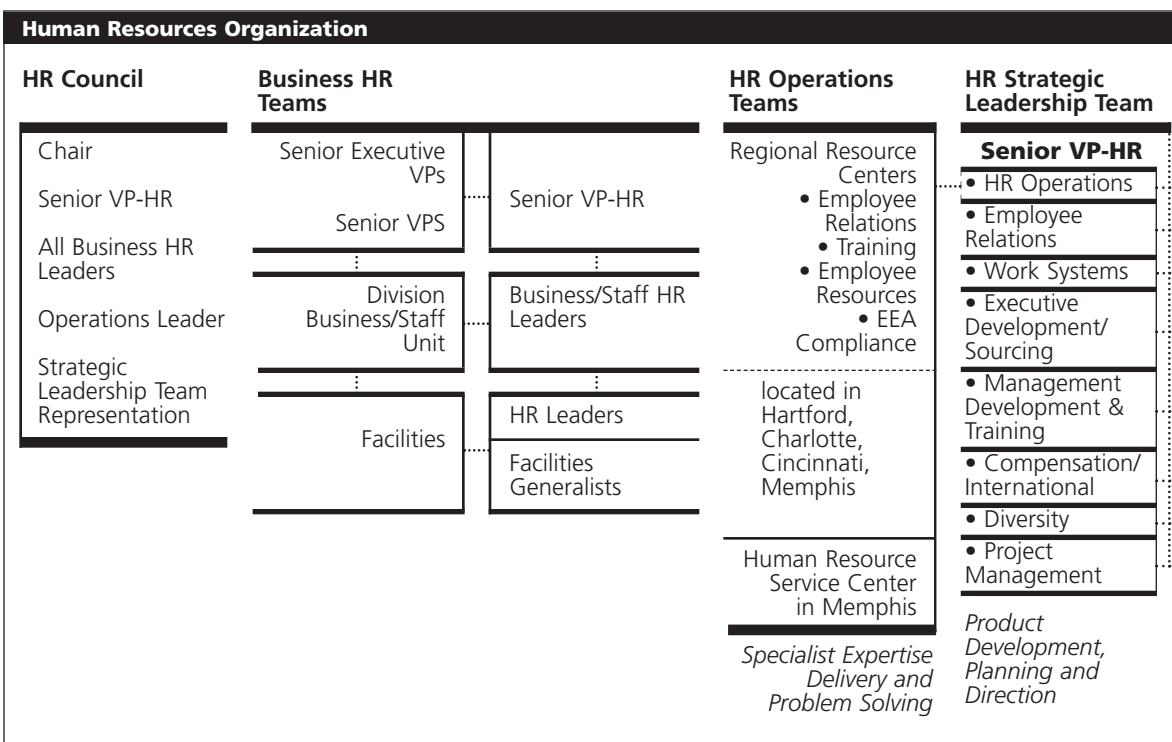 Human Resources Organization
HR Council
Chair
Senior VP-HR
All Business HR
Leaders
Operations Leader
Strategic
Leadership Team
Representation
Business HR
Teams
Senior Executive
VPs
Senior VPS
Senior VP-HR
Division
Business/Staff
Unit
Business/Staff HR
Leaders
Facilities
HR Leaders
Facilities
Generalists
HR Operations
Teams
Regional Resource
Centers
• Employee
Relations
• Training
• Employee
Resources
• EEA
Compliance
located in
Hartford,
Charlotte,
Cincinnati,
Memphis
Human Resource
Service Center
in Memphis
Specialist Expertise
Delivery and
Problem Solving
HR Strategic
Leadership Team
Senior VP-HR
• HR Operations
• Employee
Relations
• Work Systems
• Executive
Development/
Sourcing
• Management
Development &
Training
• Compensation/
International
• Diversity
• Project
Management
Product
Development,
Planning and
Direction